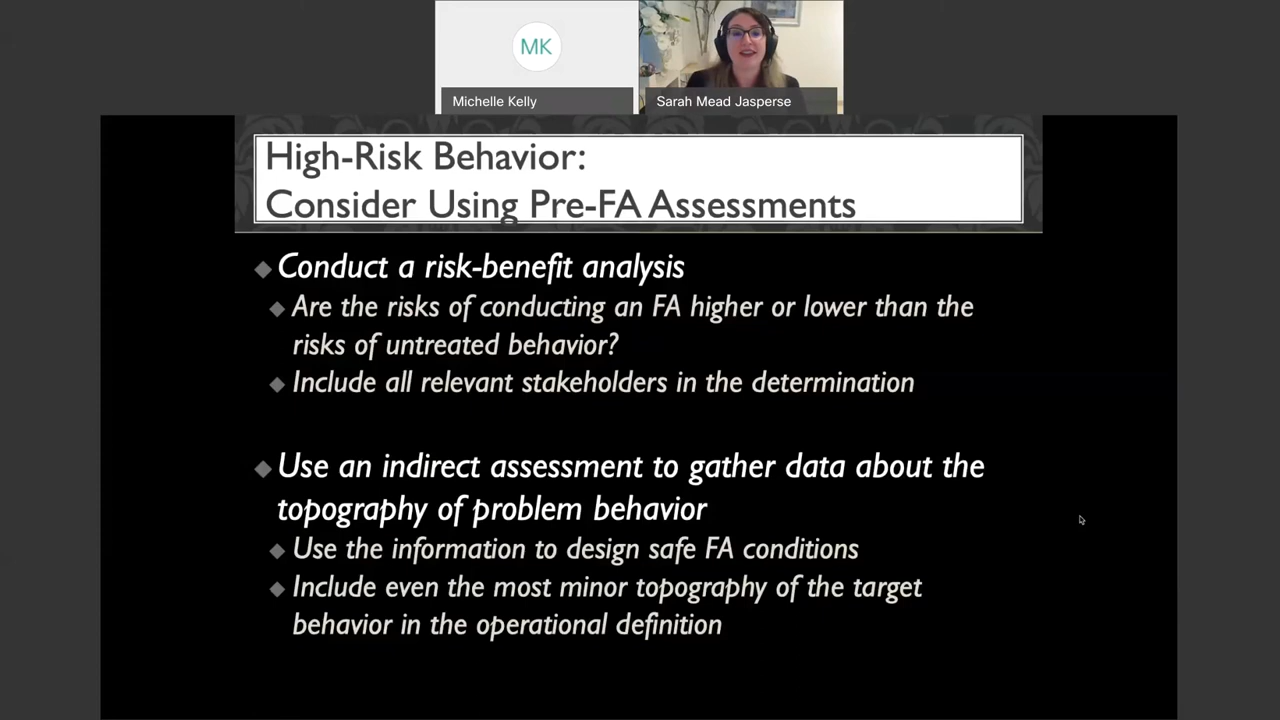 MK
Michelle Kelly
Sarah Mead Jasperse
High-Risk Behavior:
Consider Using Pre-FA Assessments
Conduct a risk-benefit analysis
Are the risks of conducting an FA higher or lower than the
risks of untreated behavior?
Include all relevant stakeholders in the determination
Use an indirect assessment to gather data about the
topography of problem behavior
Use the information to design safe FA conditions
Include even the most minor topography of the target
behavior in the operational definition